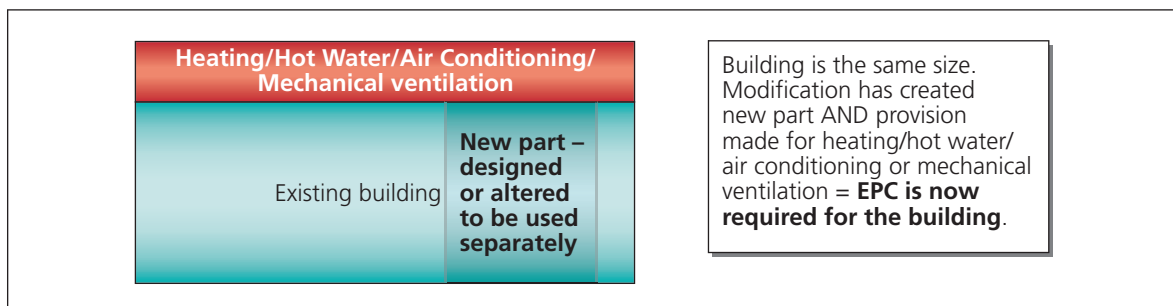 Heating/Hot Water/Air Conditioning/
Mechanical ventilation
Existing building
New part –
designed
or altered
to be used
separately
Building is the same size.
Modification has created
new part AND provision
made for heating/hot water/
air conditioning or mechanical
ventilation = EPC is now
required for the building.